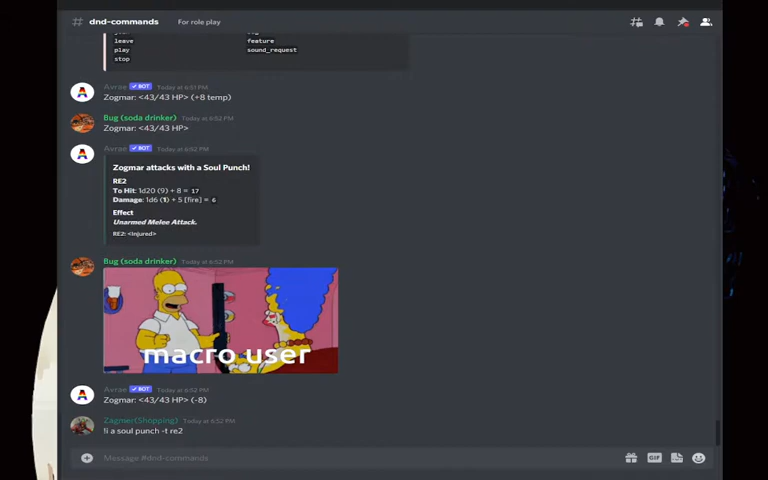 # dnd-commands For role play
leave feature
play sound_request
stop
Avrae ✓ BOT Today at 6:51 PM
Zogmar: <43/43 HP> (+8 temp)
Bug (soda drinker) Today at 6:52 PM
Zogmar: <43/43 HP>
Avrae ✓ BOT Today at 6:52 PM
Zogmar attacks with a Soul Punch!
RE2
To Hit: 1d20 (9) + 8 = 17
Damage: 1d6 (1) + 5 [fire] = 6
Effect
Unarmed Melee Attack.
RE2: <Injured>
Bug (soda drinker) Today at 6:52 PM
macro user
Avrae ✓ BOT Today at 6:52 PM
Zogmar: <43/43 HP> (-8)
Zagner(Shopping) Today at 6:52 PM
!i a soul punch -t re2
Message #dnd-commands
GIF